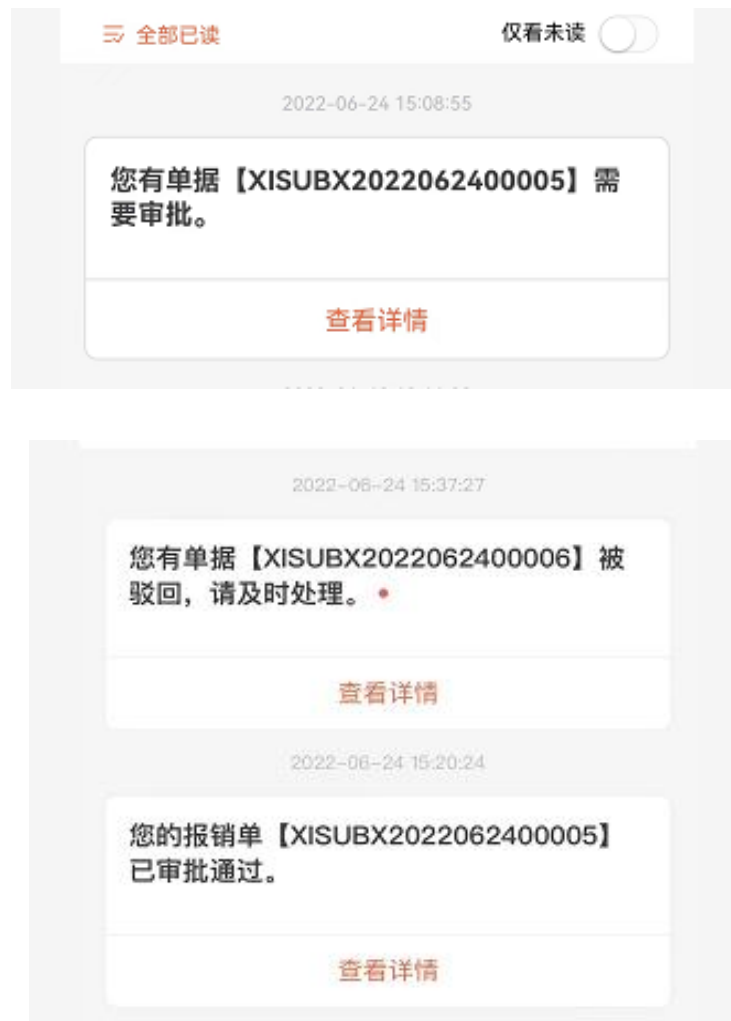 全部已读
仅看未读
2022-06-24 15:08:55
您有单据【XISUBX2022062400005】需
要审批。
查看详情
2022-06-24 15:37:27
您有单据【XISUBX2022062400006】被
驳回，请及时处理。
查看详情
2022-06-24 15:20:24
您的报销单【XISUBX2022062400005】
已审批通过。
查看详情